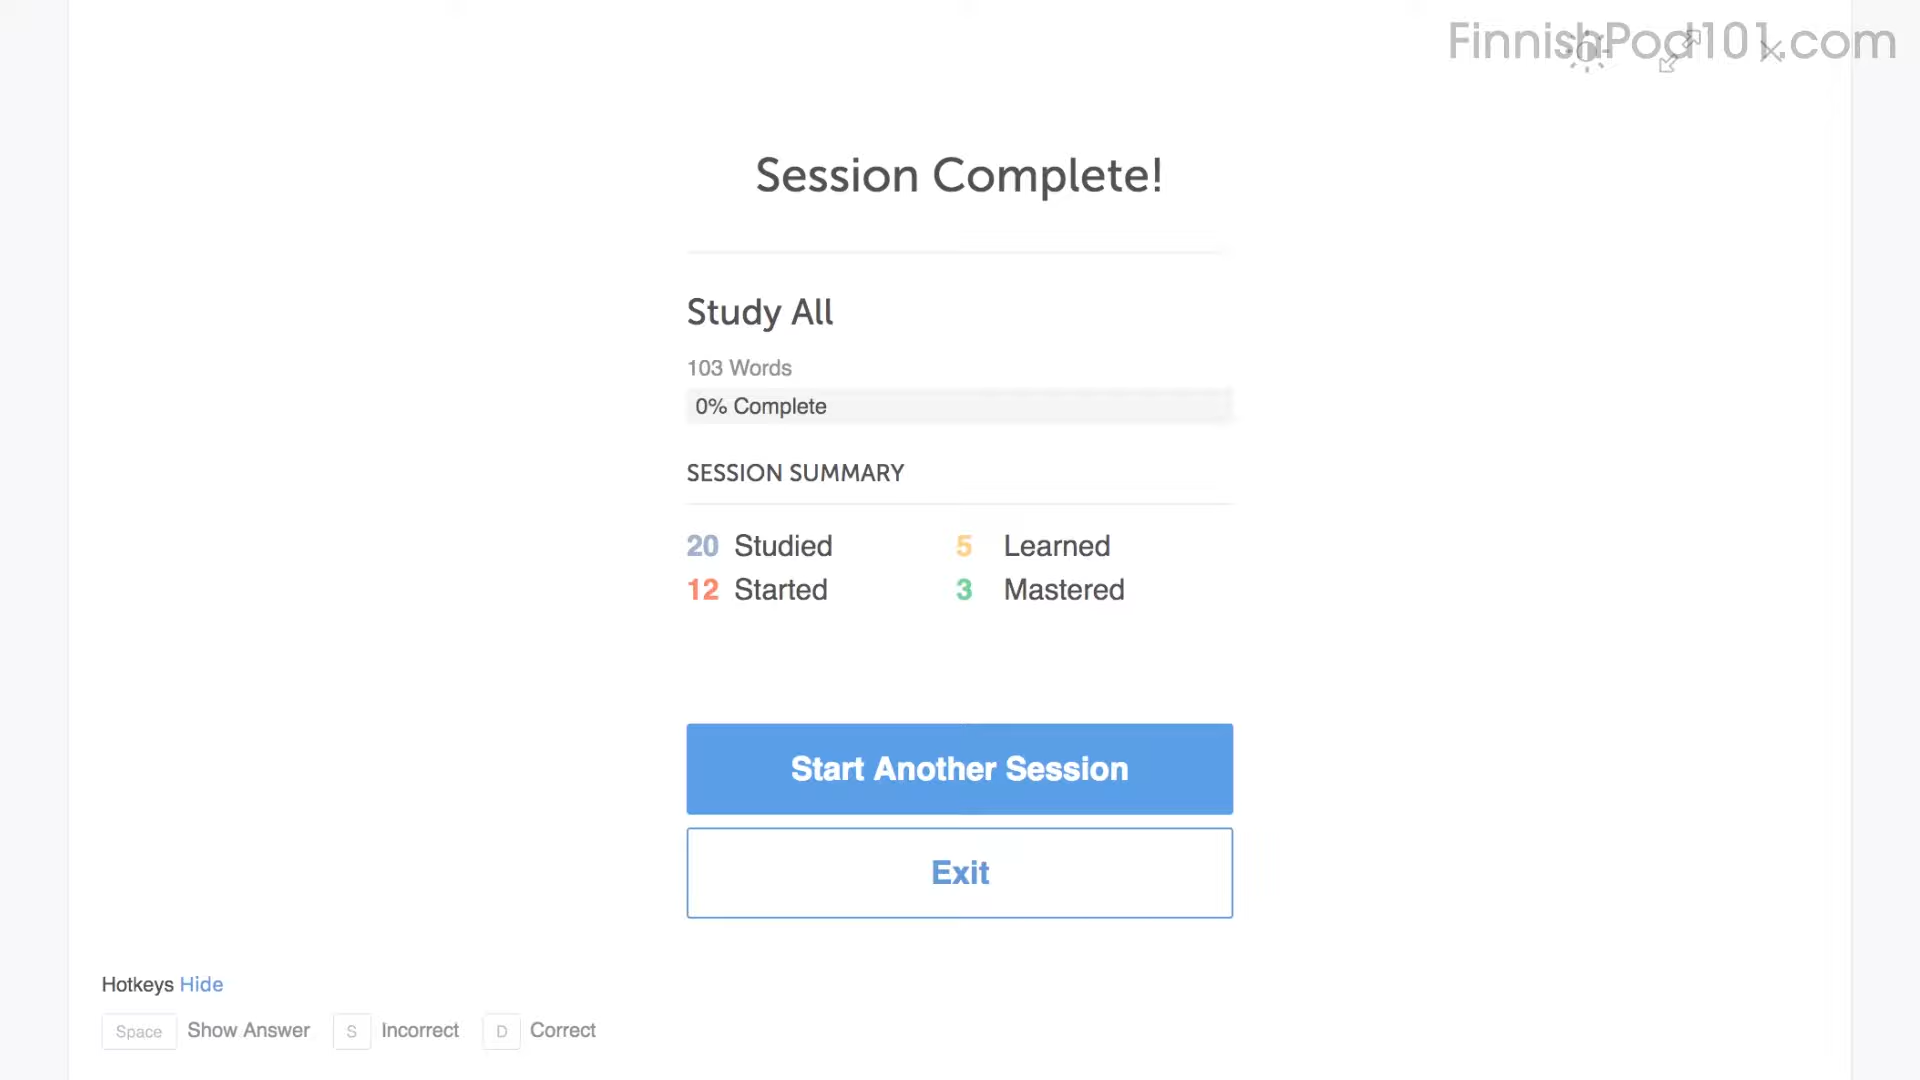 FinnishPod101.com
Session Complete!
Study All
103 Words
0% Complete
SESSION SUMMARY
20 Studied 5 Learned
12 Started 3 Mastered
Start Another Session
Exit
Hotkeys Hide
Space Show Answer S Incorrect D Correct